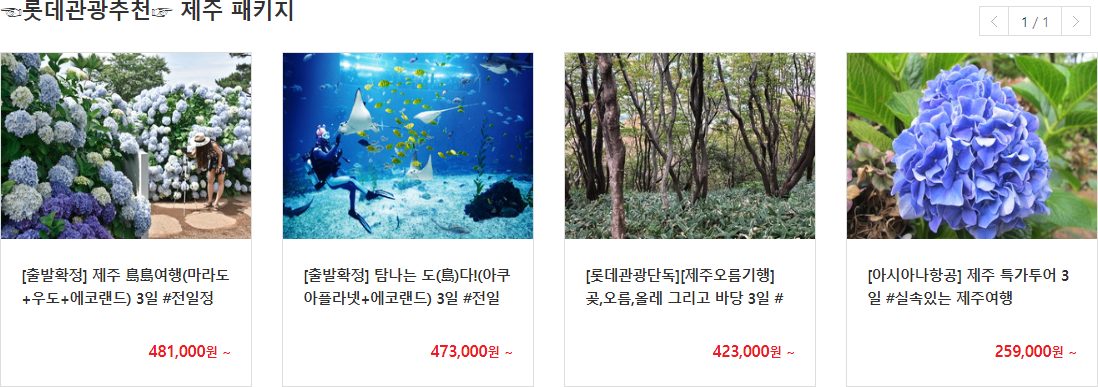 ☜롯데관광추천☞ 제주 패키지
1 / 1
[출발확정] 제주 島島여행(마라도
+우도+에코랜드) 3일 #전일정
481,000원 ~
[출발확정] 탐나는 도(島)다!(아쿠
아플라넷+에코랜드) 3일 #전일
473,000원 ~
[롯데관광단독][제주오름기행]
곶,오름,올레 그리고 바당 3일 #
423,000원 ~
[아시아나항공] 제주 특가투어 3
일 #실속있는 제주여행
259,000원 ~